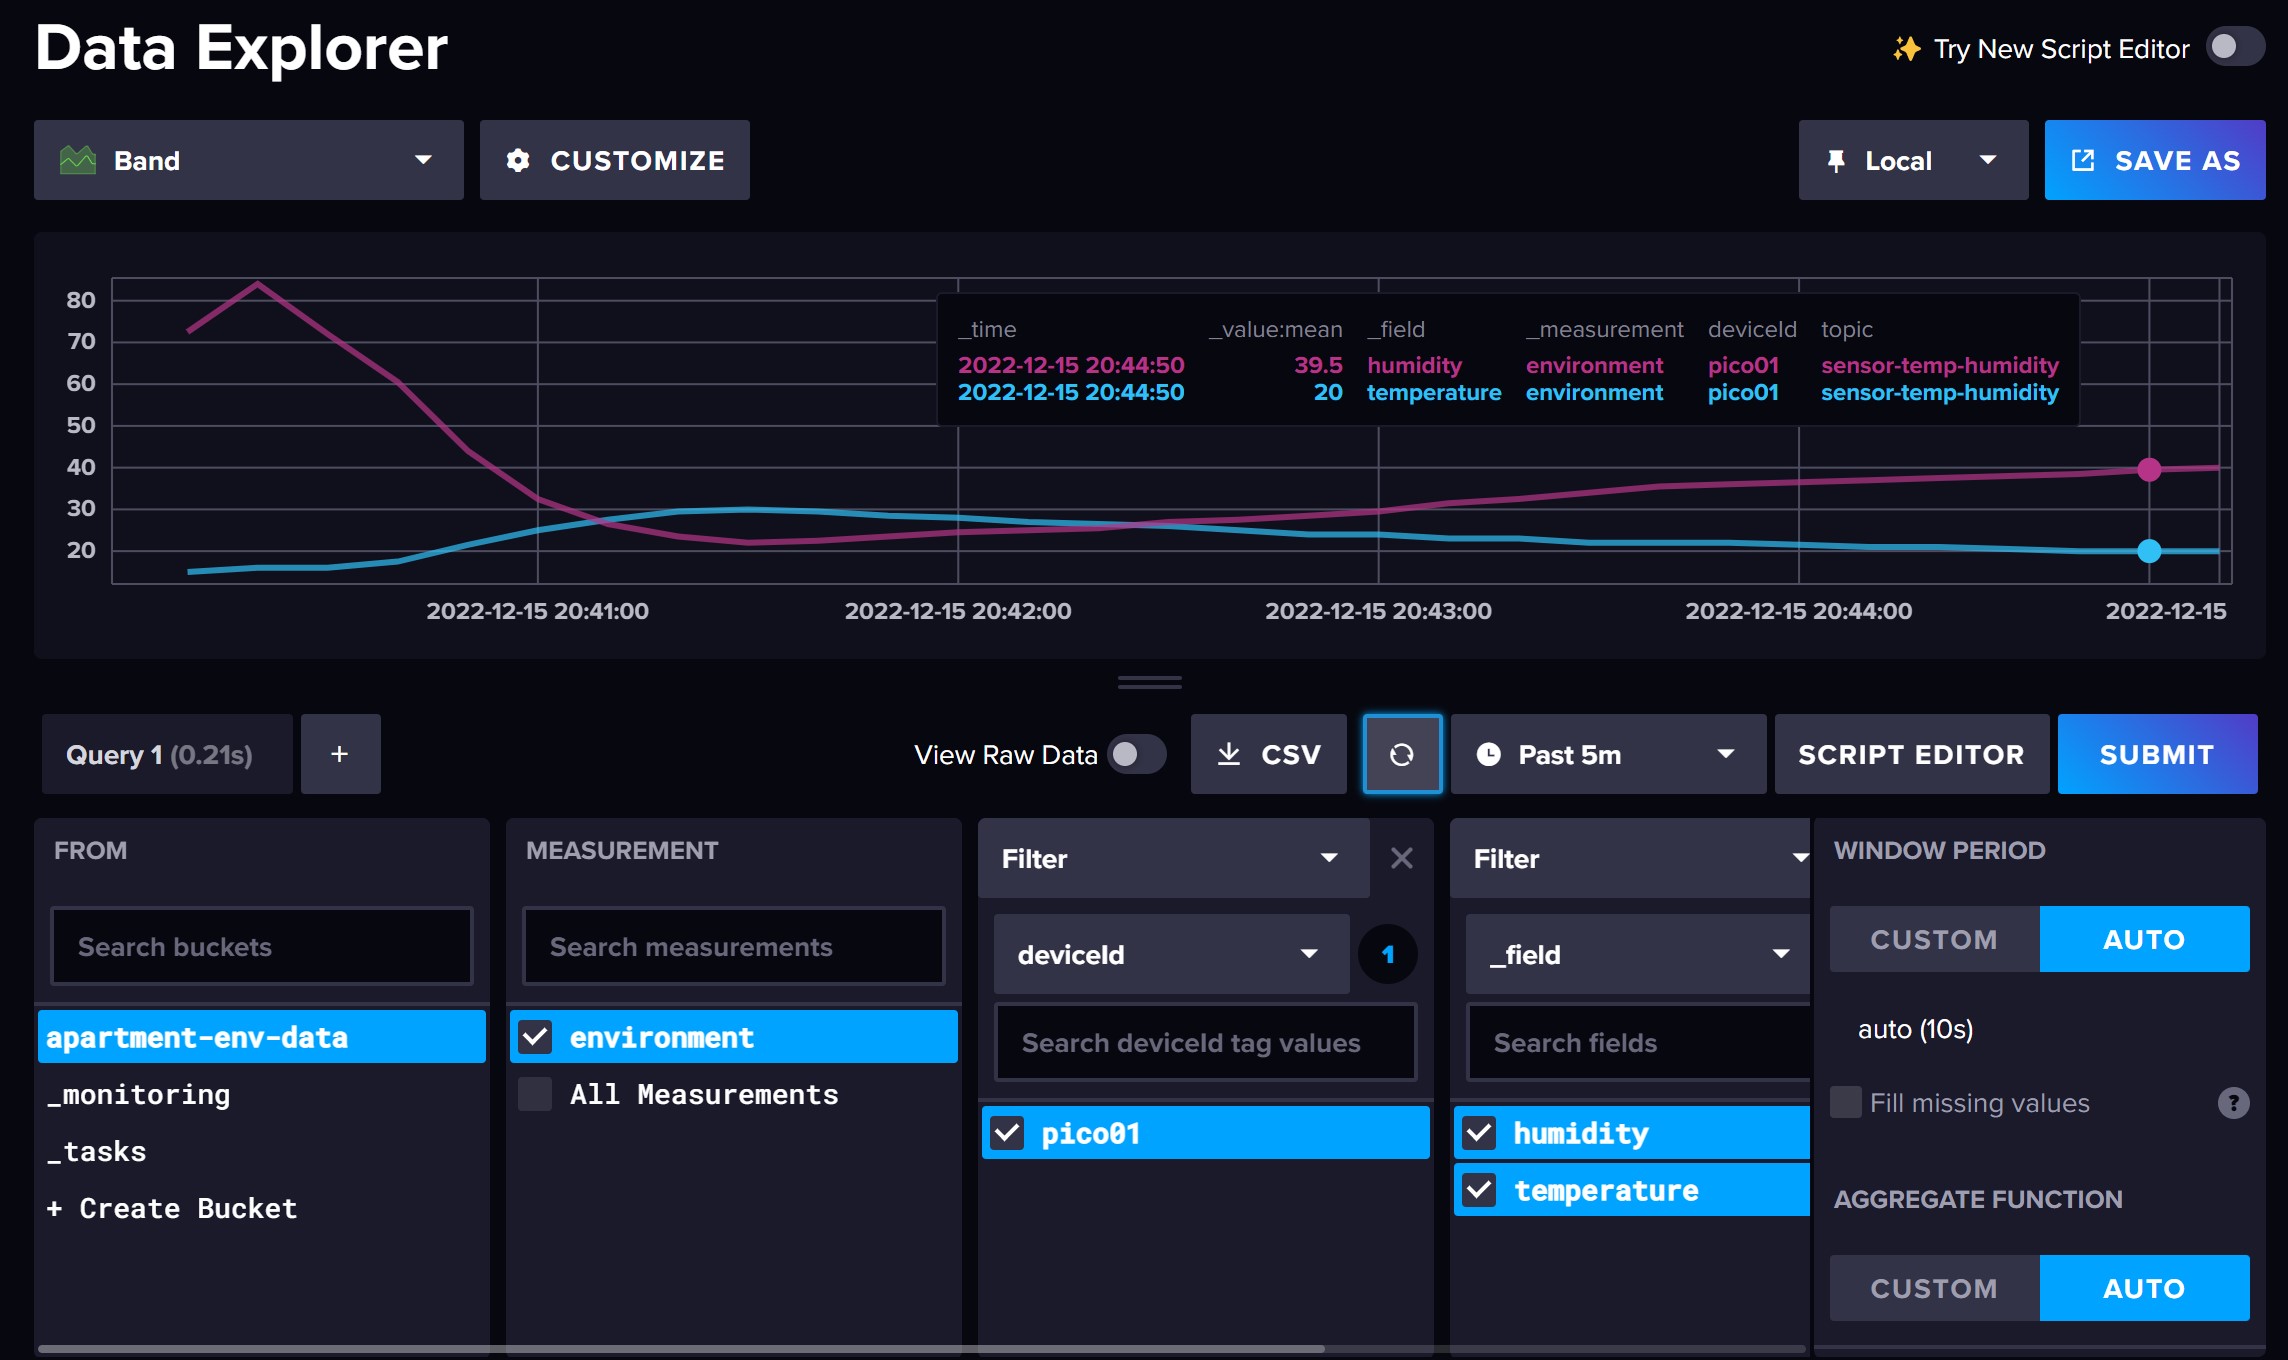 Data Explorer
Try New Script Editor
Band
CUSTOMIZE
Local
SAVE AS
80
70
60
50
40
30
20
_time _value:mean _field _measurement deviceId topic
2022-12-15 20:44:50 39.5 humidity environment pico01 sensor-temp-humidity
2022-12-15 20:44:50 20 temperature environment pico01 sensor-temp-humidity
2022-12-15 20:41:00 2022-12-15 20:42:00 2022-12-15 20:43:00 2022-12-15 20:44:00 2022-12-15
Query 1 (0.21s)
+
View Raw Data
CSV
Past 5m
SCRIPT EDITOR
SUBMIT
FROM
Search buckets
apartment-env-data
_monitoring
_tasks
+ Create Bucket
MEASUREMENT
Search measurements
environment
All Measurements
Filter
deviceId
1
Search deviceId tag values
pico01
Filter
_field
Search fields
humidity
temperature
WINDOW PERIOD
CUSTOM AUTO
auto (10s)
Fill missing values ?
AGGREGATE FUNCTION
CUSTOM AUTO